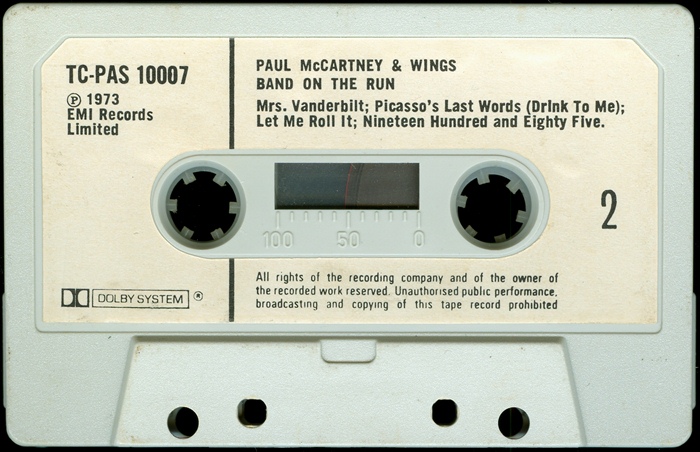 TC-PAS 10007
℗ 1973
EMI Records
Limited
PAUL McCARTNEY & WINGS
BAND ON THE RUN
Mrs. Vanderbilt; Picasso's Last Words (DrInk To Me);
Let Me Roll It; Nineteen Hundred and Eighty Five.
2
100 50 0
DOLBY SYSTEM ®
All rights of the recording company and of the owner of
the recorded work reserved. Unauthorised public performance,
broadcasting and copying of this tape record prohibited